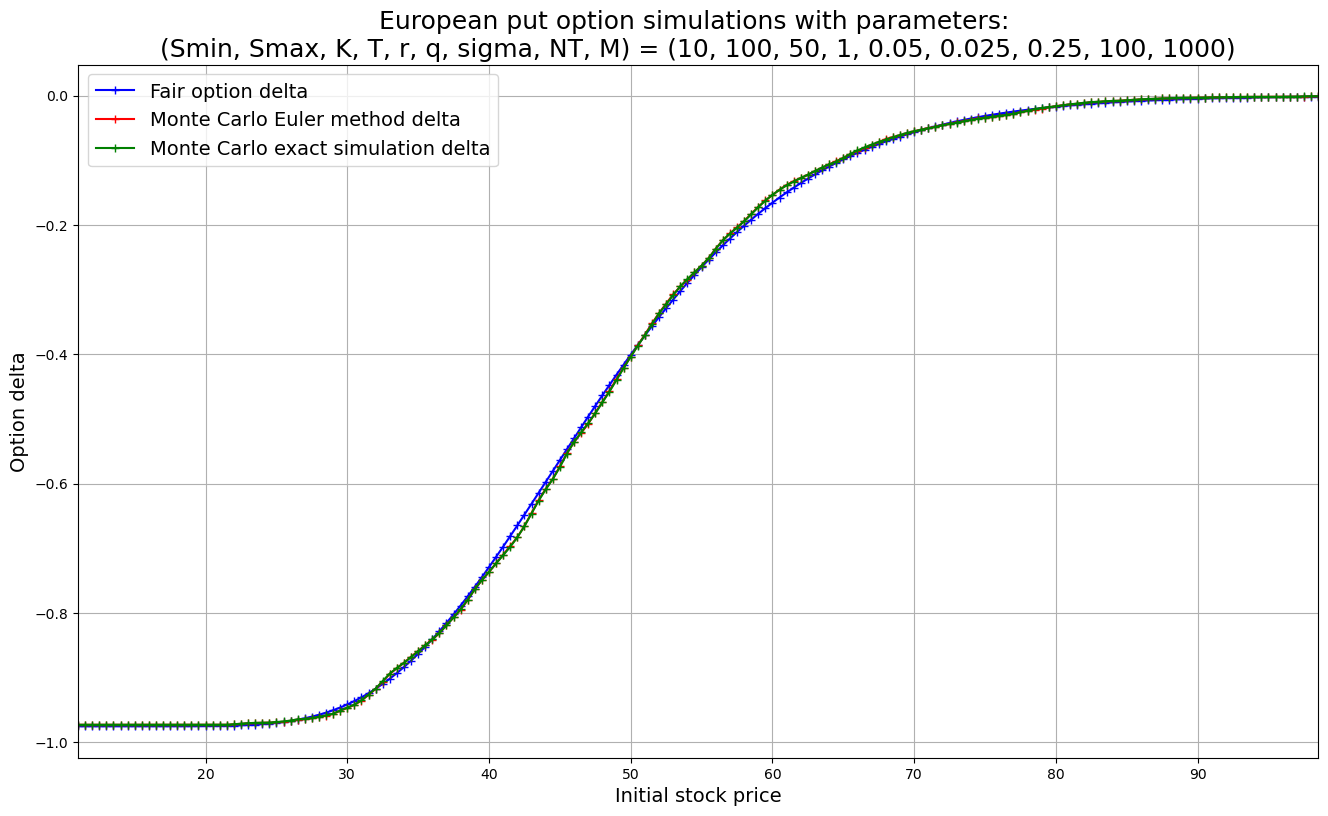 European put option simulations with parameters:
(Smin, Smax, K, T, r, q, sigma, NT, M) = (10, 100, 50, 1, 0.05, 0.025, 0.25, 100, 1000)
Fair option delta
Monte Carlo Euler method delta
Monte Carlo exact simulation delta
Option delta
0.0
−0.2
−0.4
−0.6
−0.8
−1.0
20 30 40 50 60 70 80 90
Initial stock price